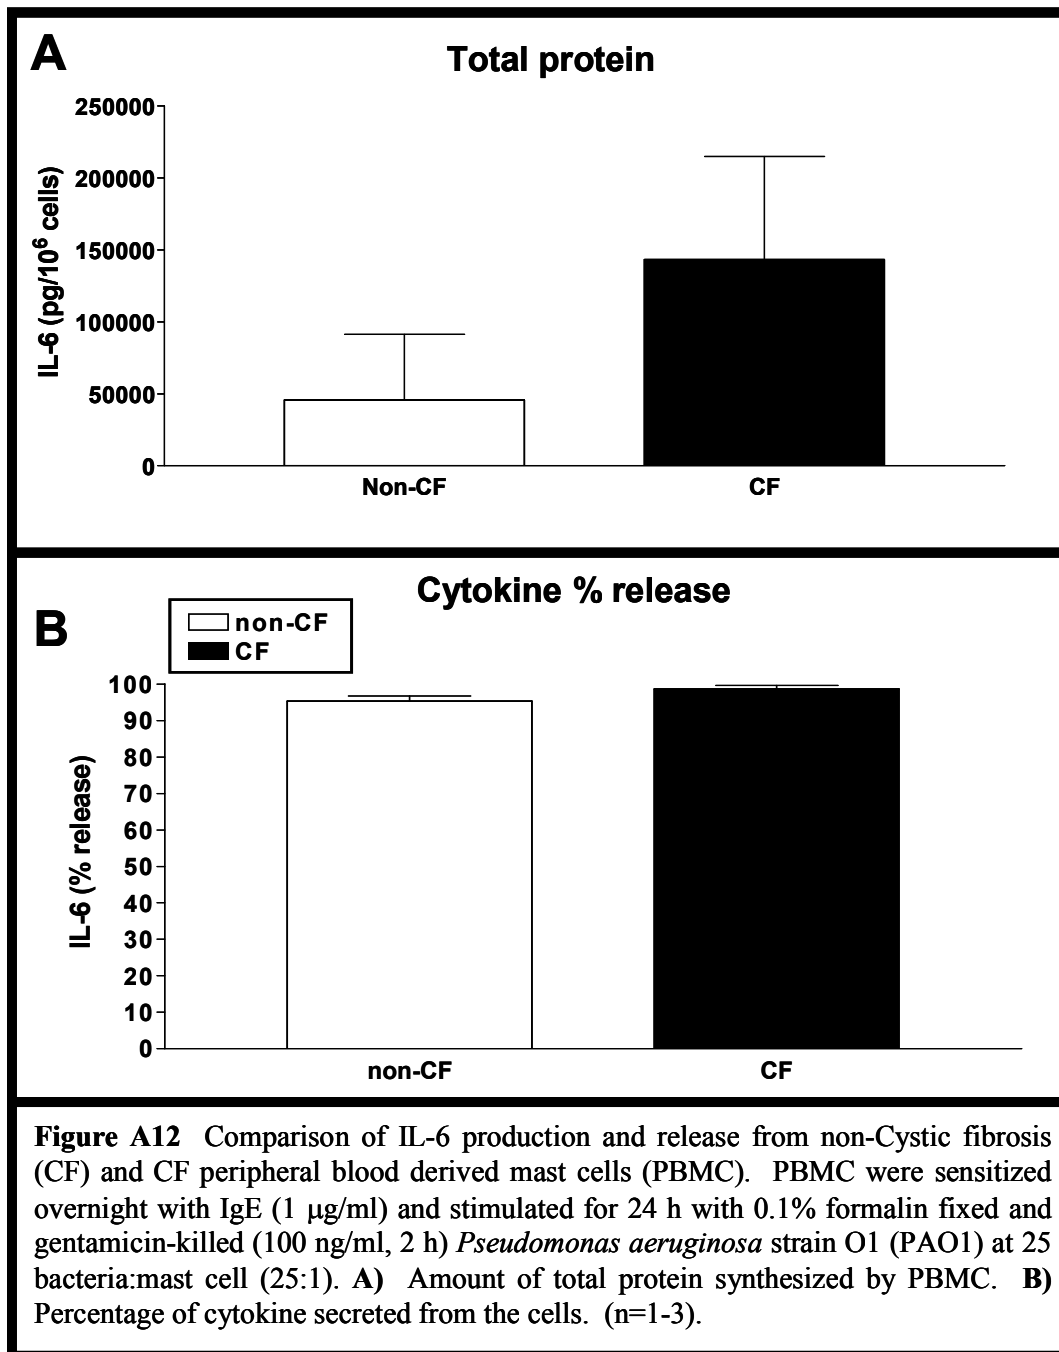 A
Total protein
250000
200000
150000
100000
50000
0
IL-6 (pg/10⁶ cells)
Non-CF
CF
Cytokine % release
B
non-CF
CF
100
90
80
70
60
50
40
30
20
10
0
IL-6 (% release)
non-CF
CF
Figure A12 Comparison of IL-6 production and release from non-Cystic fibrosis
(CF) and CF peripheral blood derived mast cells (PBMC). PBMC were sensitized
overnight with IgE (1 μg/ml) and stimulated for 24 h with 0.1% formalin fixed and
gentamicin-killed (100 ng/ml, 2 h) Pseudomonas aeruginosa strain O1 (PAO1) at 25
bacteria:mast cell (25:1). A) Amount of total protein synthesized by PBMC. B)
Percentage of cytokine secreted from the cells. (n=1-3).